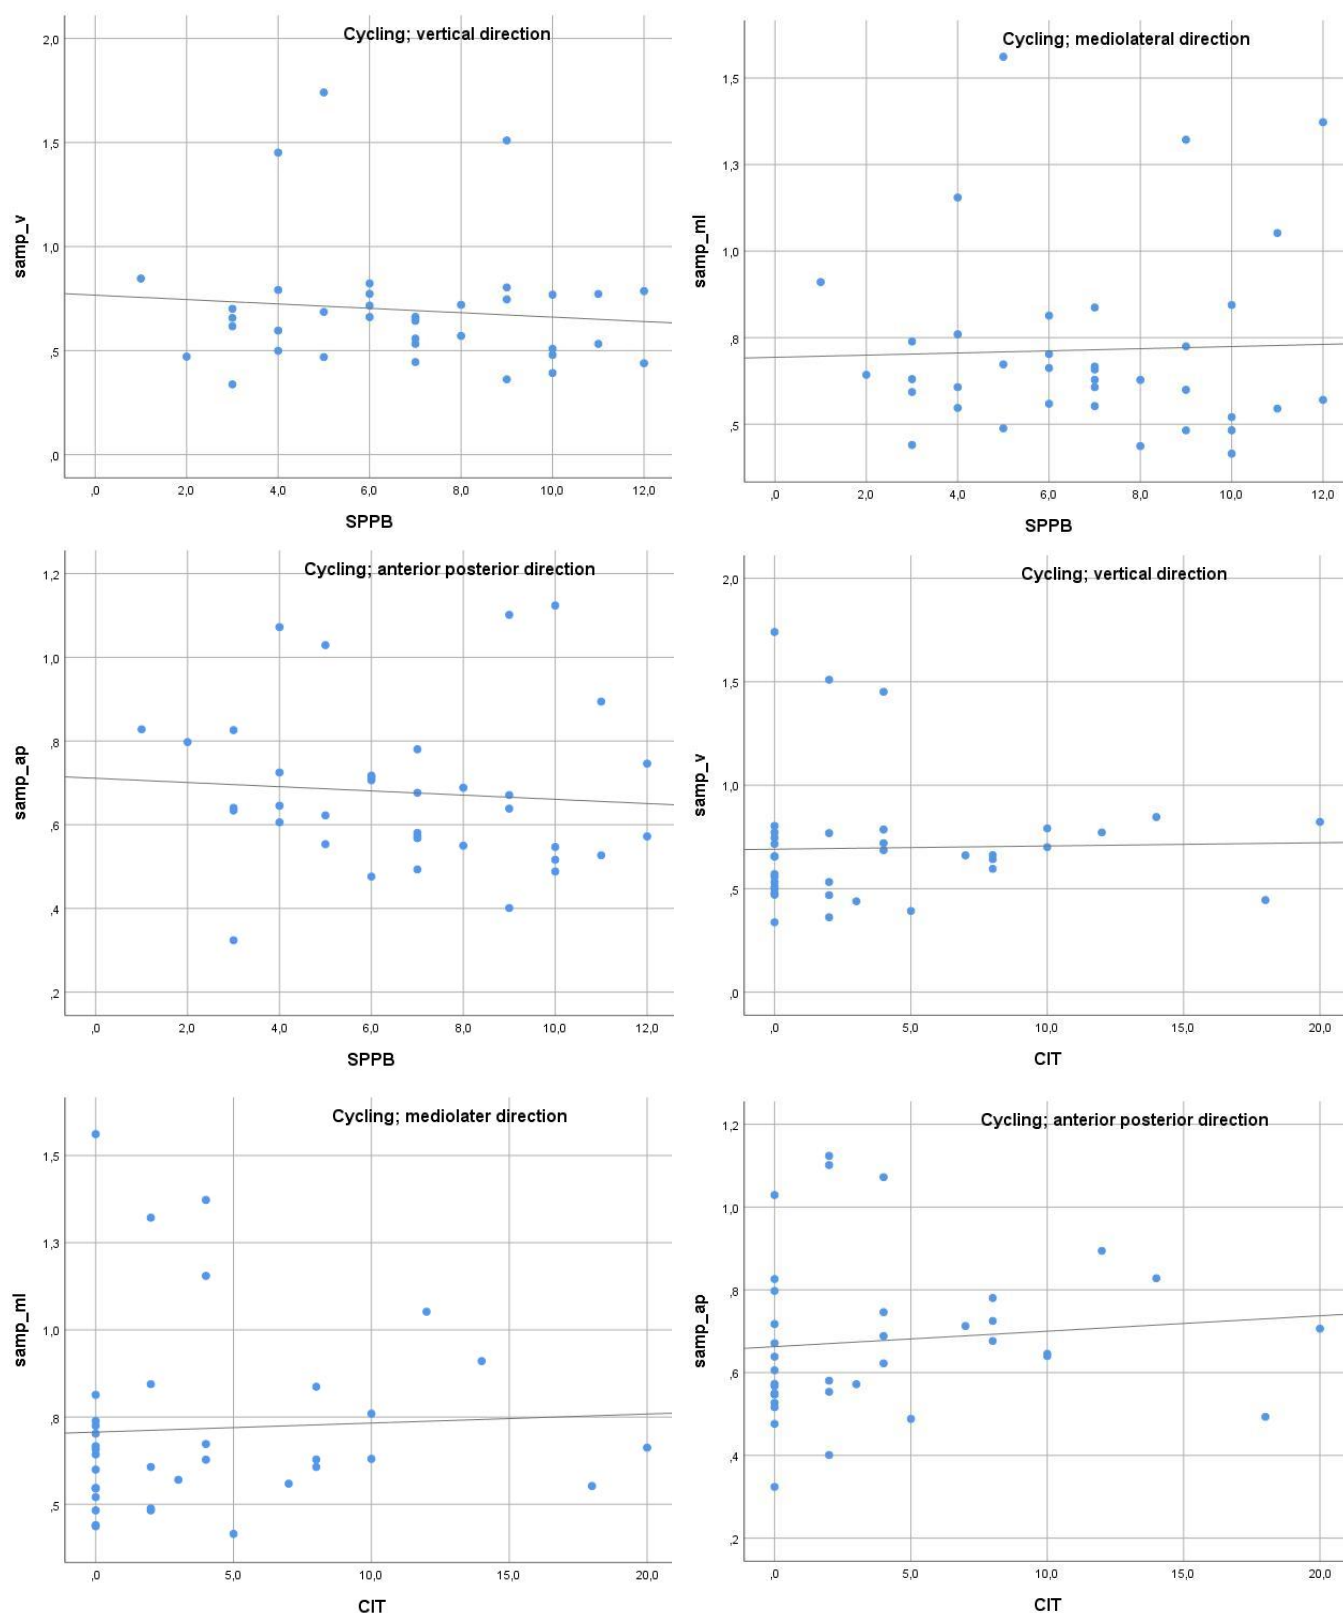 Cycling; vertical direction
2,0
1,5
1,0
,5
,0
samp_v
,0 2,0 4,0 6,0 8,0 10,0 12,0
SPPB
Cycling; mediolateral direction
1,5
1,3
1,0
,8
,5
samp_ml
,0 2,0 4,0 6,0 8,0 10,0 12,0
SPPB
Cycling; anterior posterior direction
1,2
1,0
,8
,6
,4
,2
samp_ap
,0 2,0 4,0 6,0 8,0 10,0 12,0
SPPB
Cycling; vertical direction
2,0
1,5
1,0
,5
,0
samp_v
,0 5,0 10,0 15,0 20,0
CIT
Cycling; mediolater direction
1,5
1,3
1,0
,8
,5
samp_ml
,0 5,0 10,0 15,0 20,0
CIT
Cycling; anterior posterior direction
1,2
1,0
,8
,6
,4
,2
samp_ap
,0 5,0 10,0 15,0 20,0
CIT